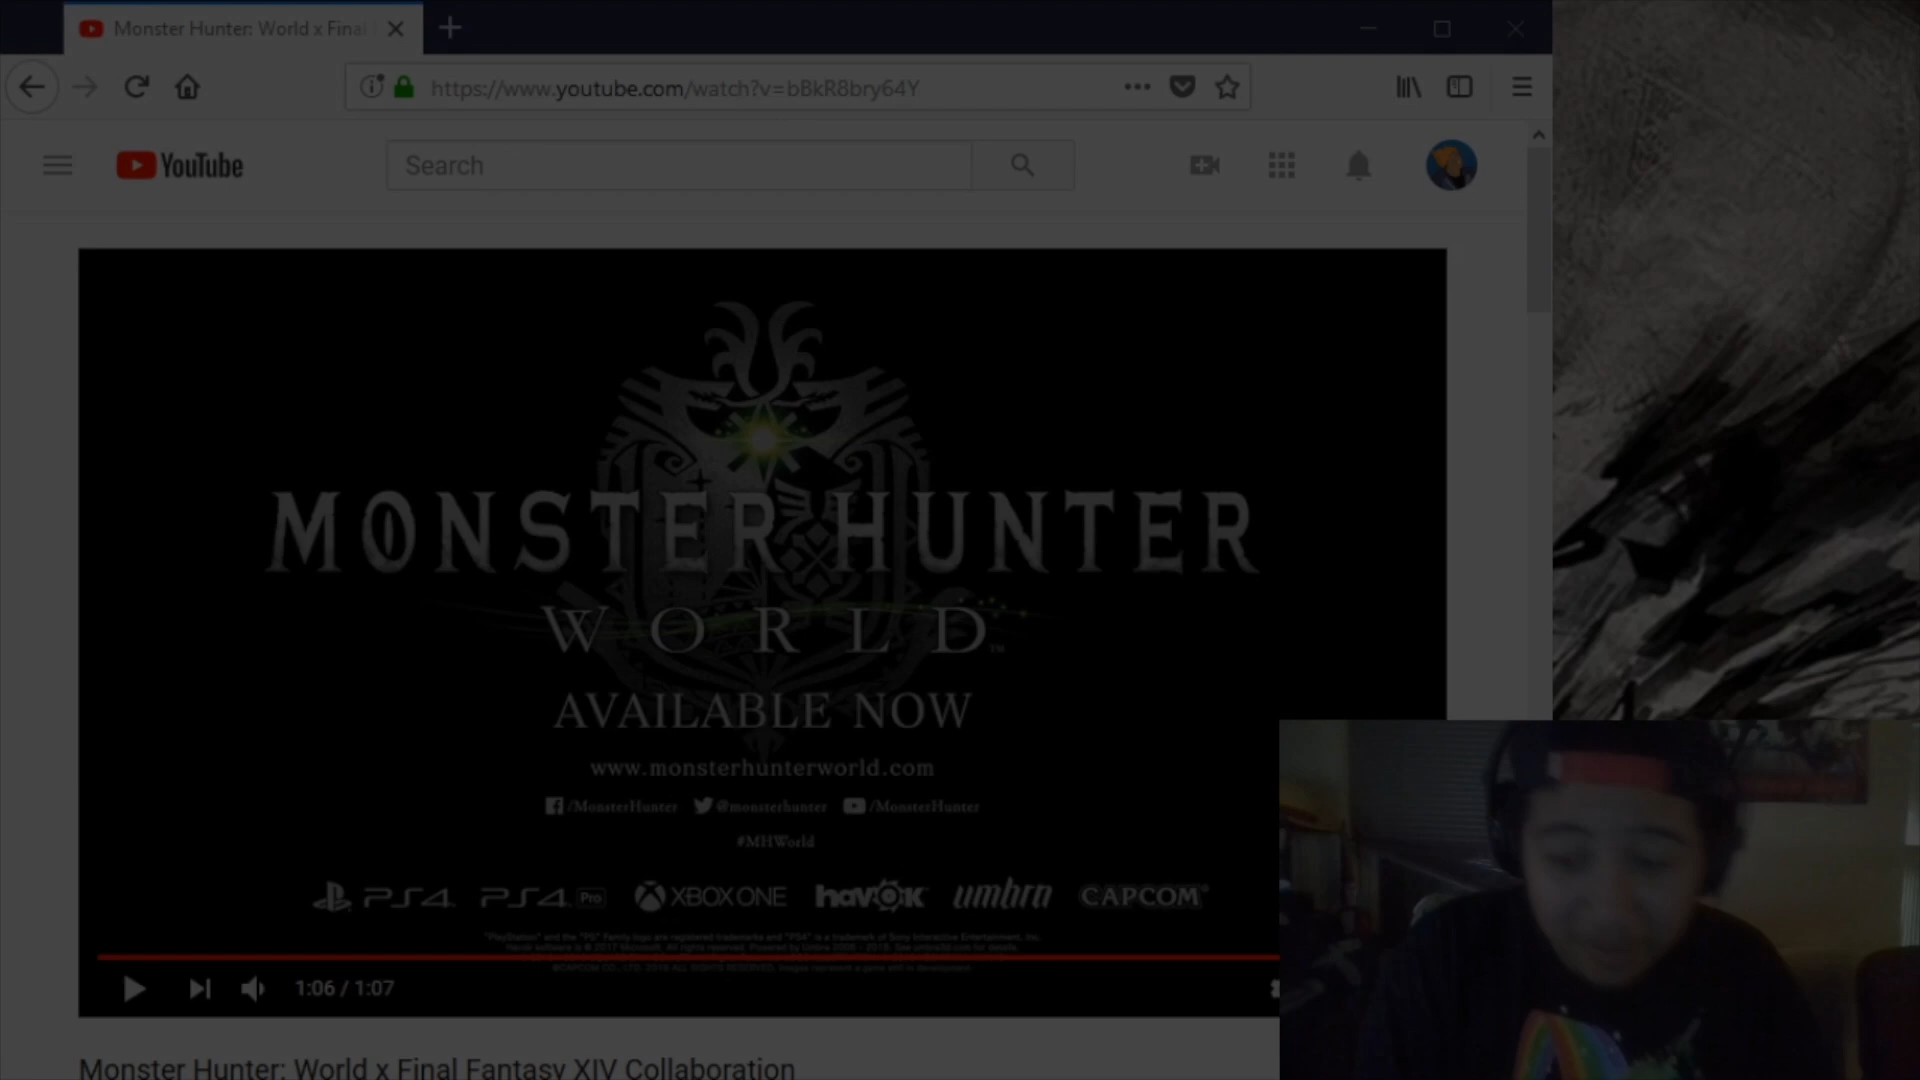 Monster Hunter: World x Final
https://www.youtube.com/watch?v=bBkR8bry64Y
YouTube
Search
MONSTER HUNTER
WORLD™
AVAILABLE NOW
www.monsterhunterworld.com
/MonsterHunter @monsterhunter /MonsterHunter
#MHWorld
PS4 PS4 Pro XBOX ONE havok umbra CAPCOM®
1:06 / 1:07
Monster Hunter: World x Final Fantasy XIV Collaboration